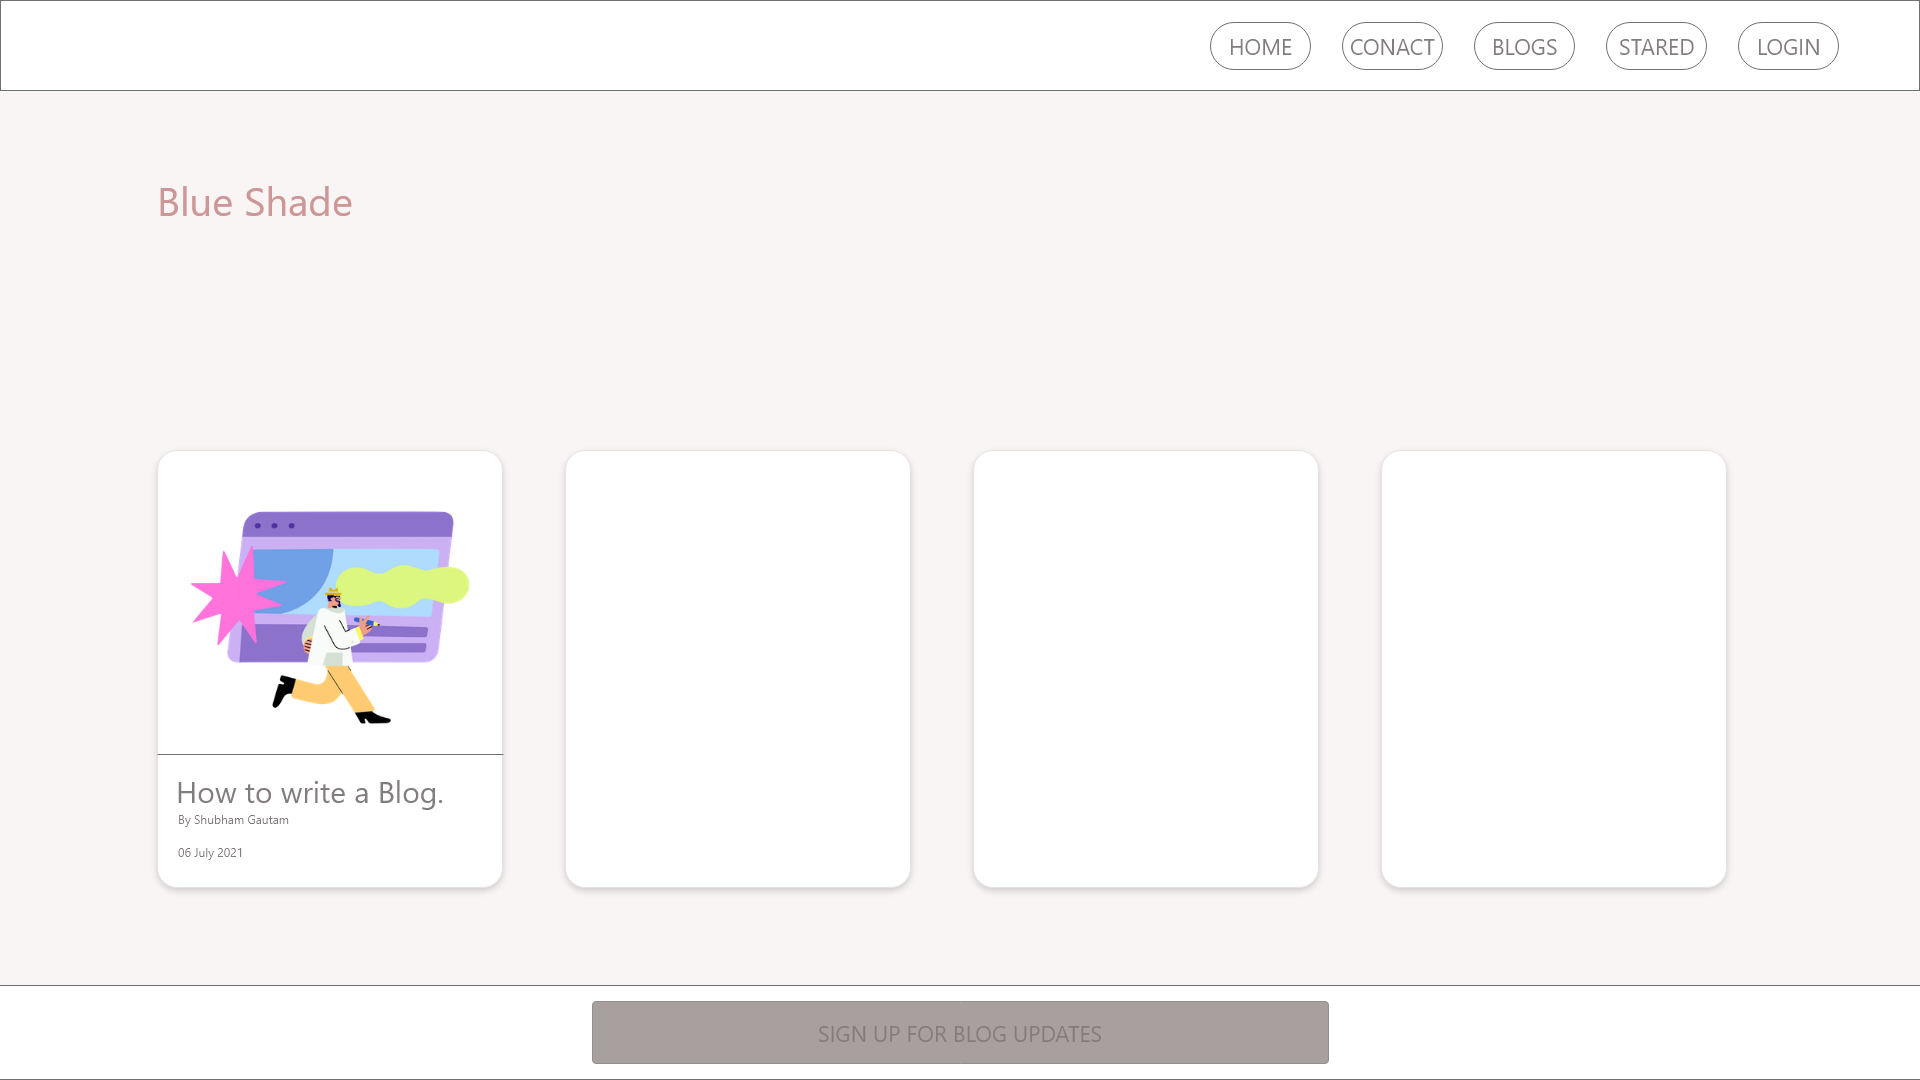 HOME CONACT BLOGS STARED LOGIN
Blue Shade
How to write a Blog.
By Shubham Gautam
06 July 2021
SIGN UP FOR BLOG UPDATES